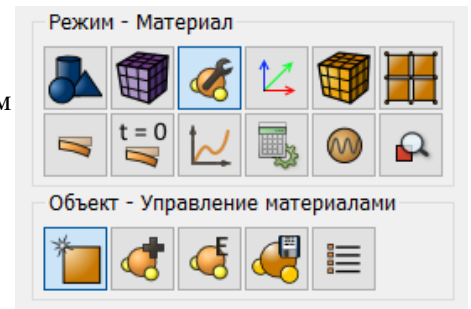 Режим - Материал
м
t = 0
Объект - Управление материалами
E